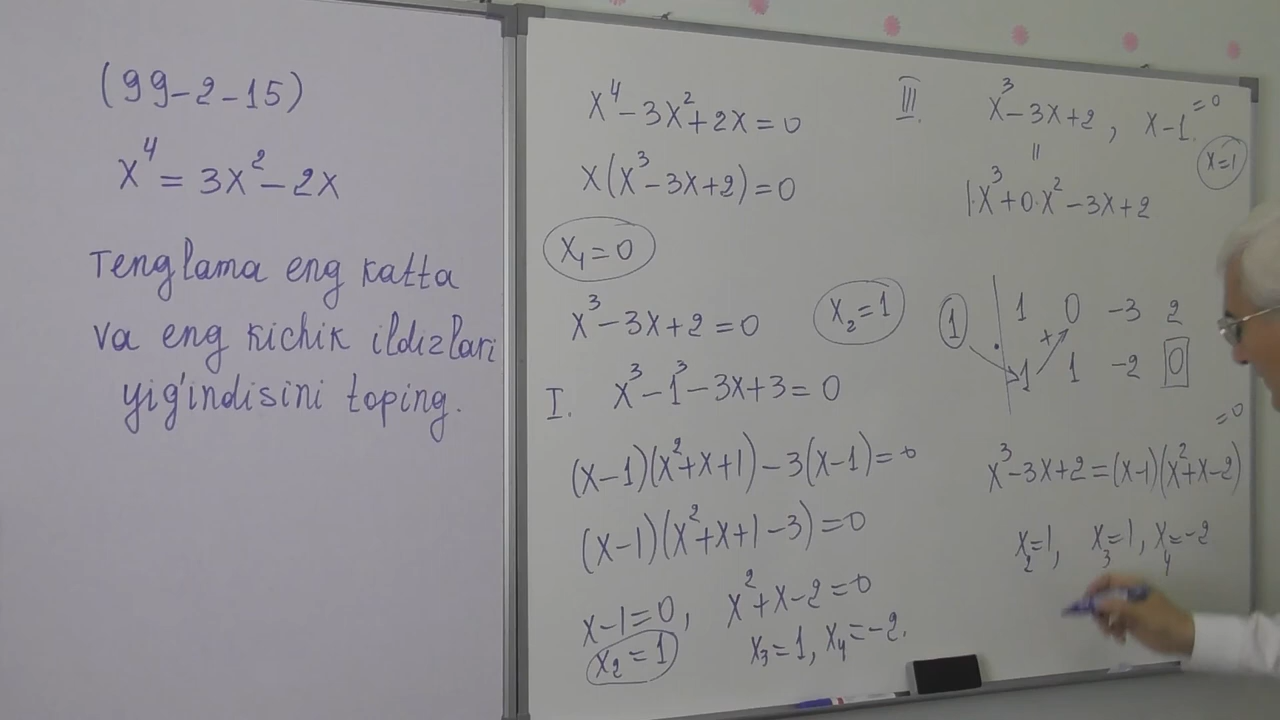 (99-2-15)
x⁴ = 3x² - 2x
Tenglama eng katta
va eng kichik ildizlari
yig'indisini toping.
x⁴ - 3x² + 2x = 0
x(x³ - 3x + 2) = 0
x₁ = 0
x³ - 3x + 2 = 0
x₂ = 1
I. x³ - 1³ - 3x + 3 = 0
(x-1)(x² + x + 1) - 3(x-1) = 0
(x-1)(x² + x + 1 - 3) = 0
x - 1 = 0, x² + x - 2 = 0
x₂ = 1 x₃ = 1, x₄ = -2.
III. x³ - 3x + 2, x - 1 = 0
x = 1
=
1·x³ + 0·x² - 3x + 2
1 1 0 -3 2
+
1 1 -2 0
x³ - 3x + 2 = (x-1)(x² + x - 2) = 0
x₂ = 1, x₃ = 1, x₄ = -2